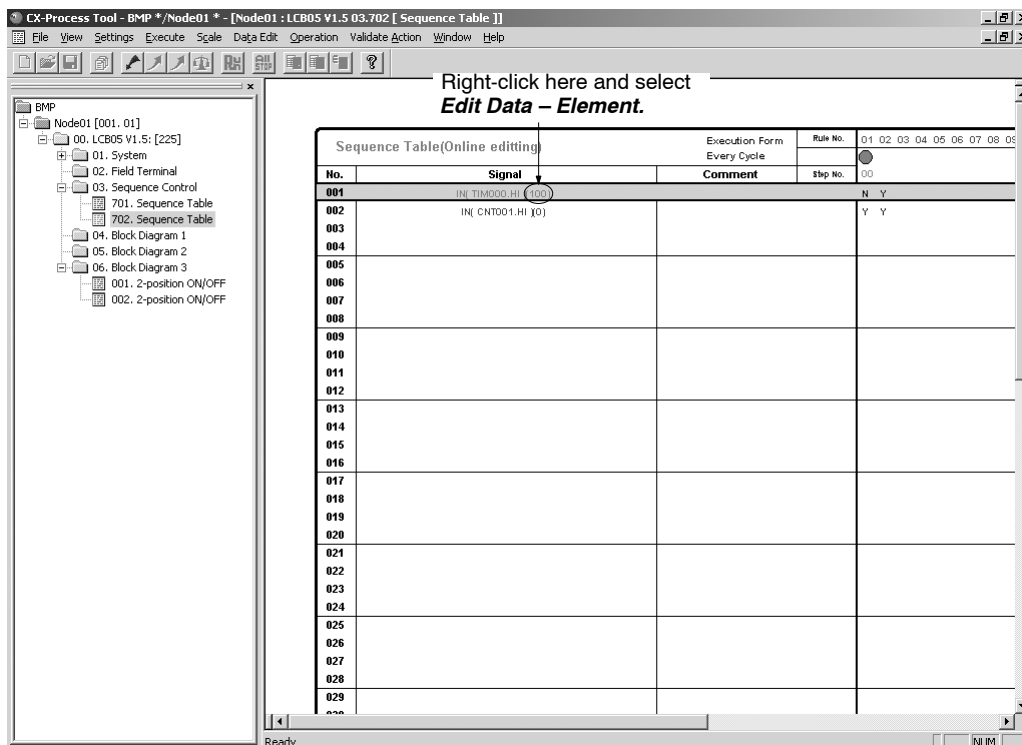 CX-Process Tool - BMP */Node01 * - [Node01 : LCB05 V1.5 03.702 [ Sequence Table ]]
File View Settings Execute Scale Data Edit Operation Validate Action Window Help
Right-click here and select
Edit Data – Element.
BMP
Node01 [001. 01]
00. LCB05 V1.5: [225]
01. System
02. Field Terminal
03. Sequence Control
701. Sequence Table
702. Sequence Table
04. Block Diagram 1
05. Block Diagram 2
06. Block Diagram 3
001. 2-position ON/OFF
002. 2-position ON/OFF
Sequence Table(Online editting)
Execution Form
Every Cycle
Rule No. 01 02 03 04 05 06 07 08 09
No. Signal Comment Step No. 00
001 IN( TIM000.HI )(100) N Y
002 IN( CNT001.HI )(0) Y Y
003
004
005
006
007
008
009
010
011
012
013
014
015
016
017
018
019
020
021
022
023
024
025
026
027
028
029
Ready NUM